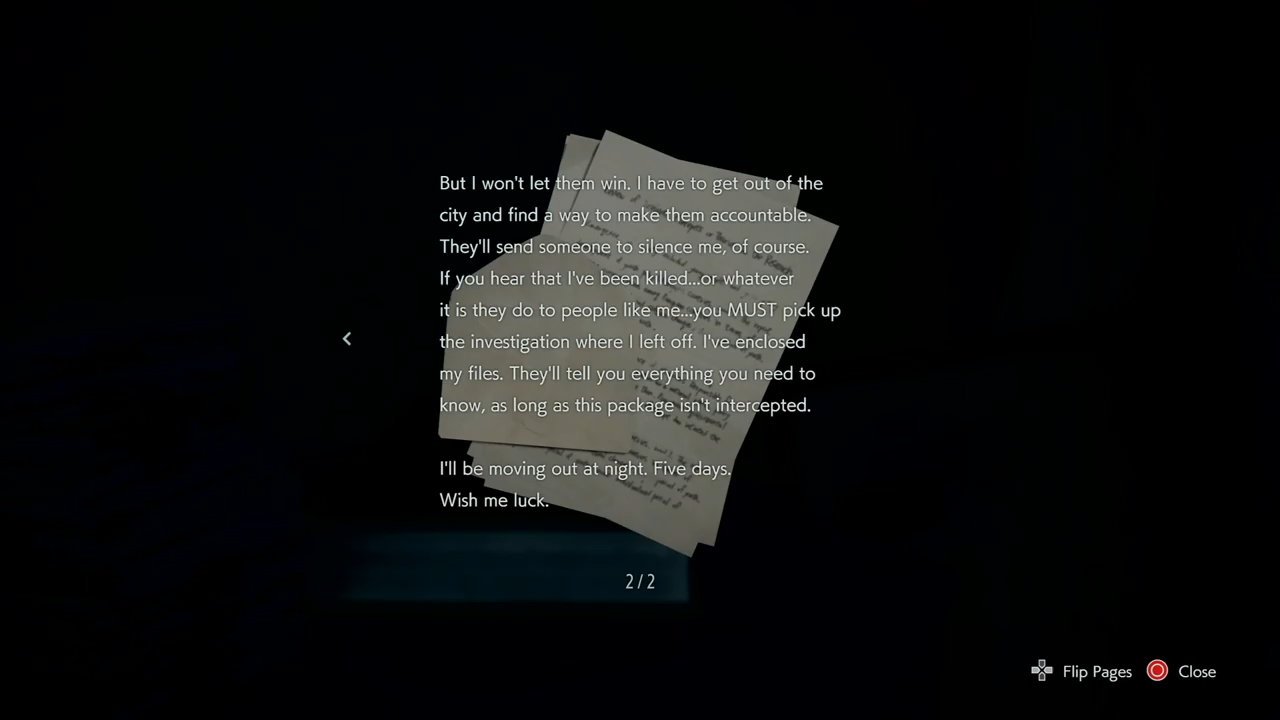 But I won't let them win. I have to get out of the
city and find a way to make them accountable.
They'll send someone to silence me, of course.
If you hear that I've been killed...or whatever
it is they do to people like me...you MUST pick up
the investigation where I left off. I've enclosed
my files. They'll tell you everything you need to
know, as long as this package isn't intercepted.
I'll be moving out at night. Five days.
Wish me luck.
2 / 2
Flip Pages
Close